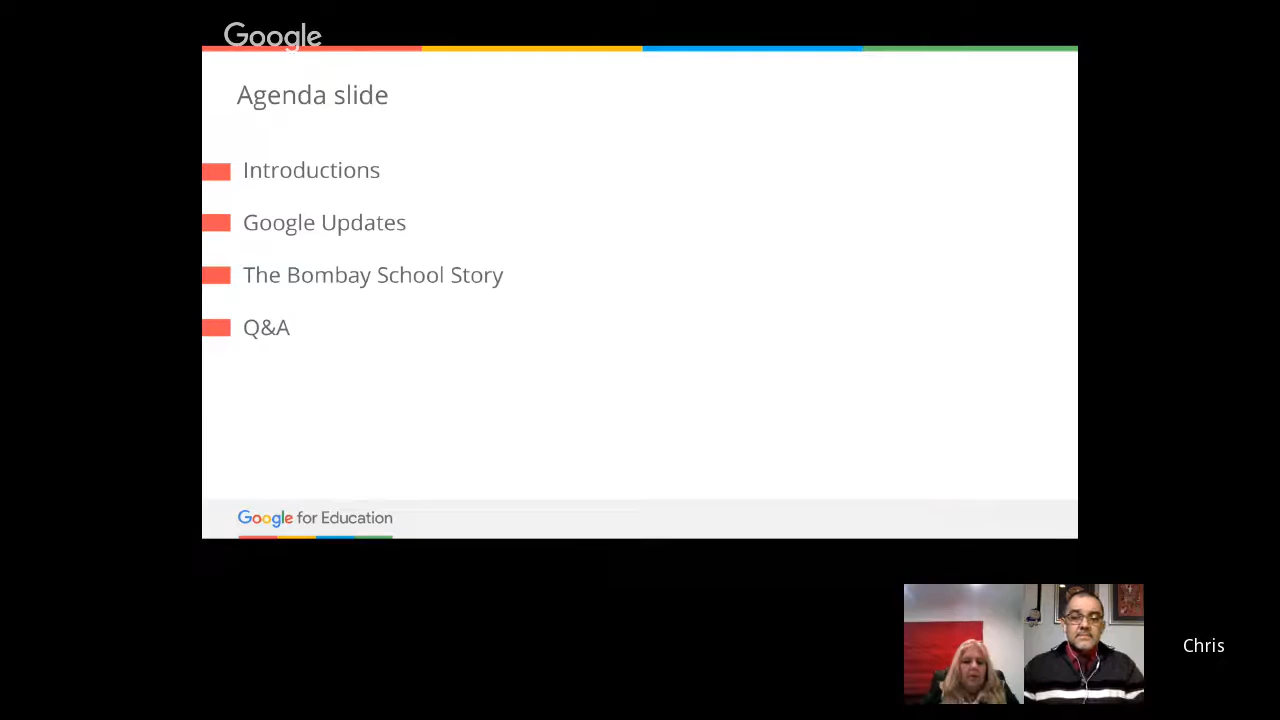 Google
Agenda slide
Introductions
Google Updates
The Bombay School Story
Q&A
Google for Education
Chris